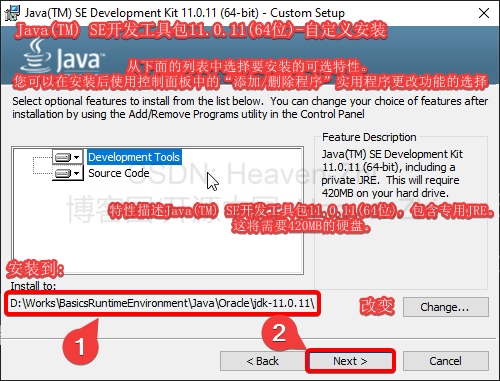 Java(TM) SE Development Kit 11.0.11 (64-bit) - Custom Setup
Java(TM) SE开发工具包11.0.11(64位)-自定义安装
Java
从下面的列表中选择要安装的可选特性。
您可以在安装后使用控制面板中的“添加/删除程序”实用程序更改功能的选择
Select optional features to install from the list below. You can change your choice of features after
installation by using the Add/Remove Programs utility in the Control Panel
Feature Description
Development Tools
Source Code
Java(TM) SE Development Kit
11.0.11 (64-bit), including a
private JRE. This will require
420MB on your hard drive.
特性描述Java(TM) SE开发工具包11.0.11(64位), 包含专用JRE.
这将需要420MB的硬盘。
安装到:
Install to:
D:\Works\BasicsRuntimeEnvironment\Java\Oracle\jdk-11.0.11\
改变
Change...
1
2
< Back
Next >
Cancel